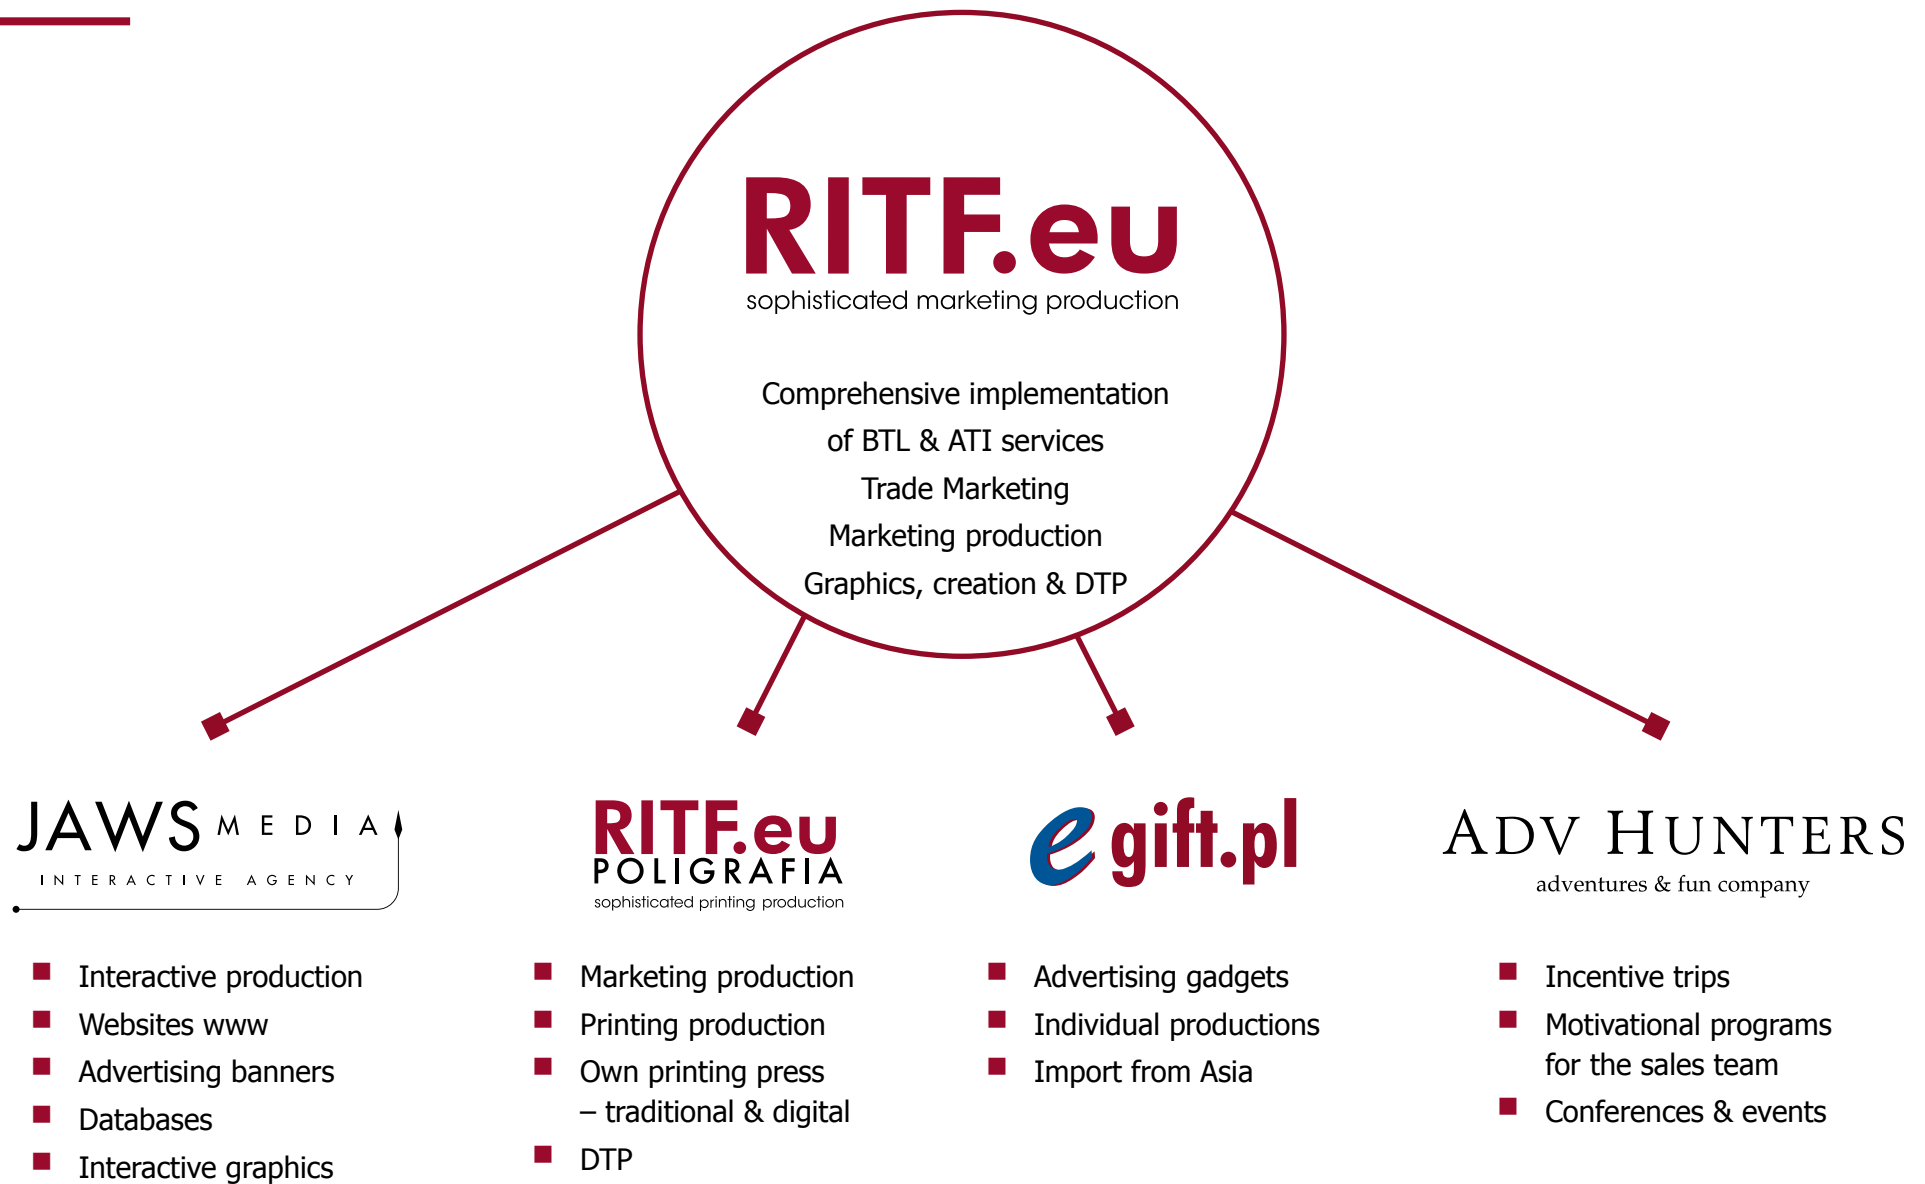 RITF.eu
sophisticated marketing production
Comprehensive implementation
of BTL & ATI services
Trade Marketing
Marketing production
Graphics, creation & DTP
JAWS MEDIA
INTERACTIVE AGENCY
Interactive production
Websites www
Advertising banners
Databases
Interactive graphics
RITF.eu
POLIGRAFIA
sophisticated printing production
Marketing production
Printing production
Own printing press
– traditional & digital
DTP
e gift.pl
Advertising gadgets
Individual productions
Import from Asia
ADV HUNTERS
adventures & fun company
Incentive trips
Motivational programs
for the sales team
Conferences & events